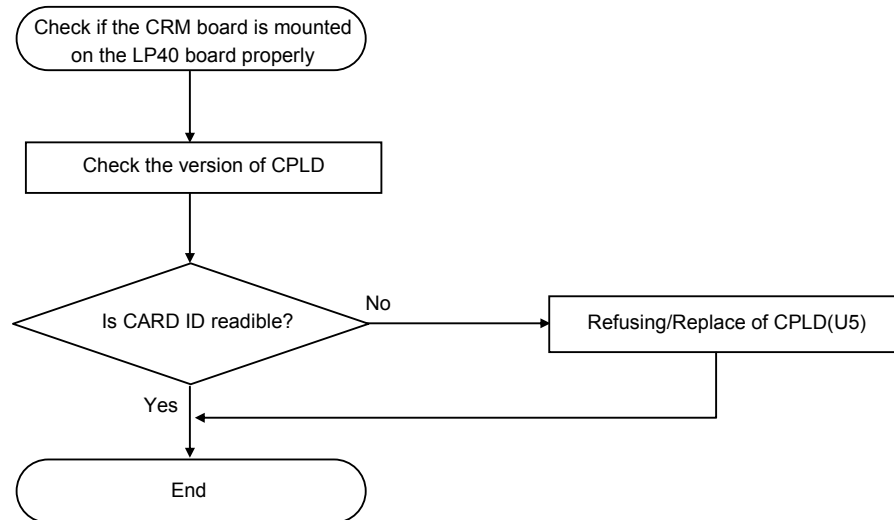 Check if the CRM board is mounted
on the LP40 board properly
Check the version of CPLD
Is CARD ID readible?
No
Refusing/Replace of CPLD(U5)
Yes
End